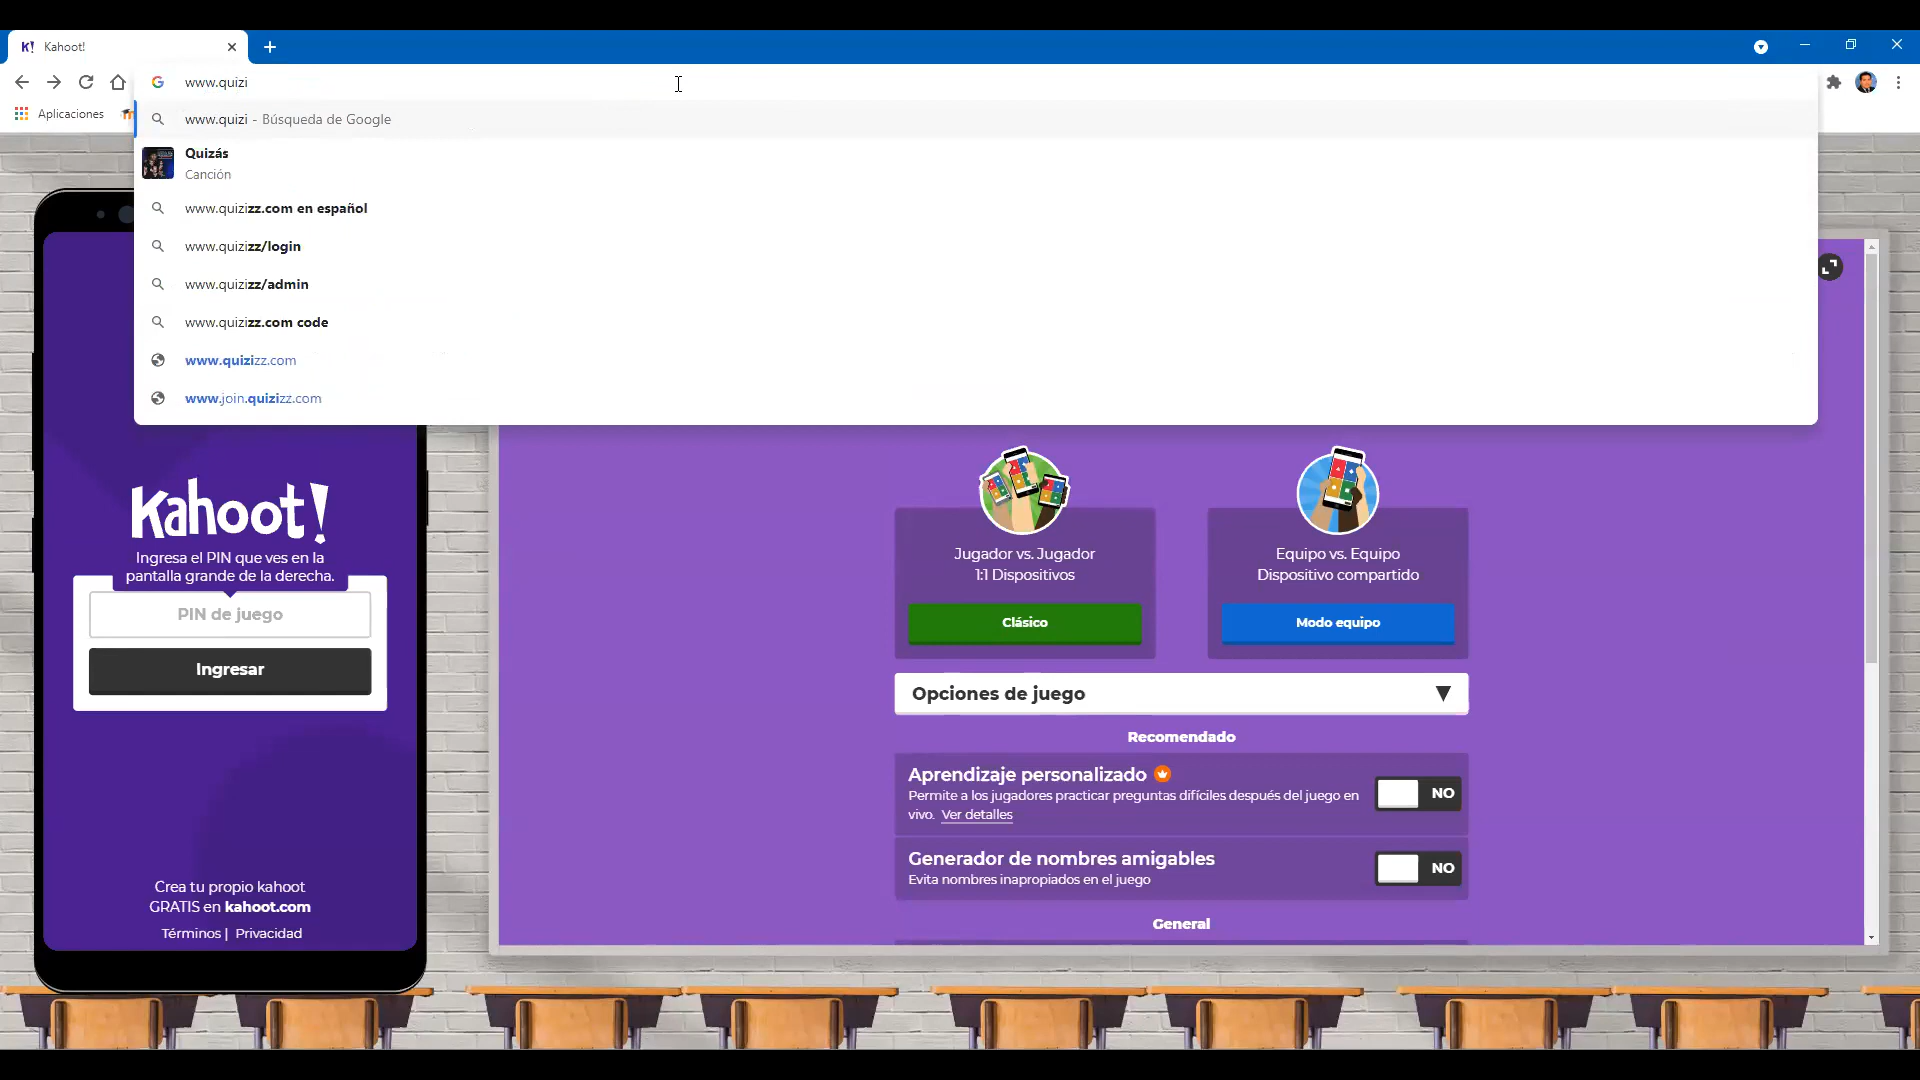 K! Kahoot!
www.quizi
Aplicaciones
www.quizi - Búsqueda de Google
Quizás
Canción
www.quizizz.com en español
www.quizizz/login
www.quizizz/admin
www.quizizz.com code
www.quizizz.com
www.join.quizizz.com
Kahoot!
Ingresa el PIN que ves en la
pantalla grande de la derecha.
PIN de juego
Ingresar
Crea tu propio kahoot
GRATIS en kahoot.com
Términos | Privacidad
Jugador vs. Jugador
1:1 Dispositivos
Clásico
Equipo vs. Equipo
Dispositivo compartido
Modo equipo
Opciones de juego
Recomendado
Aprendizaje personalizado
Permite a los jugadores practicar preguntas difíciles después del juego en
vivo. Ver detalles
NO
Generador de nombres amigables
Evita nombres inapropiados en el juego
NO
General